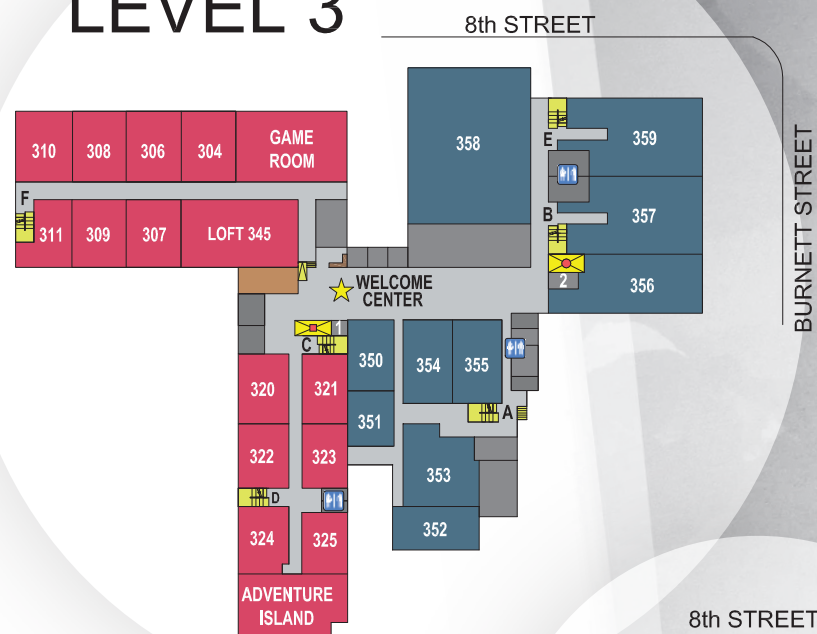 LEVEL 3
8th STREET
BURNETT STREET
310
308
306
304
GAME
ROOM
358
E
359
F
B
357
311
309
307
LOFT 345
2
356
WELCOME
CENTER
1
C
350
354
355
320
321
351
A
322
323
353
D
352
324
325
ADVENTURE
ISLAND
8th STREET